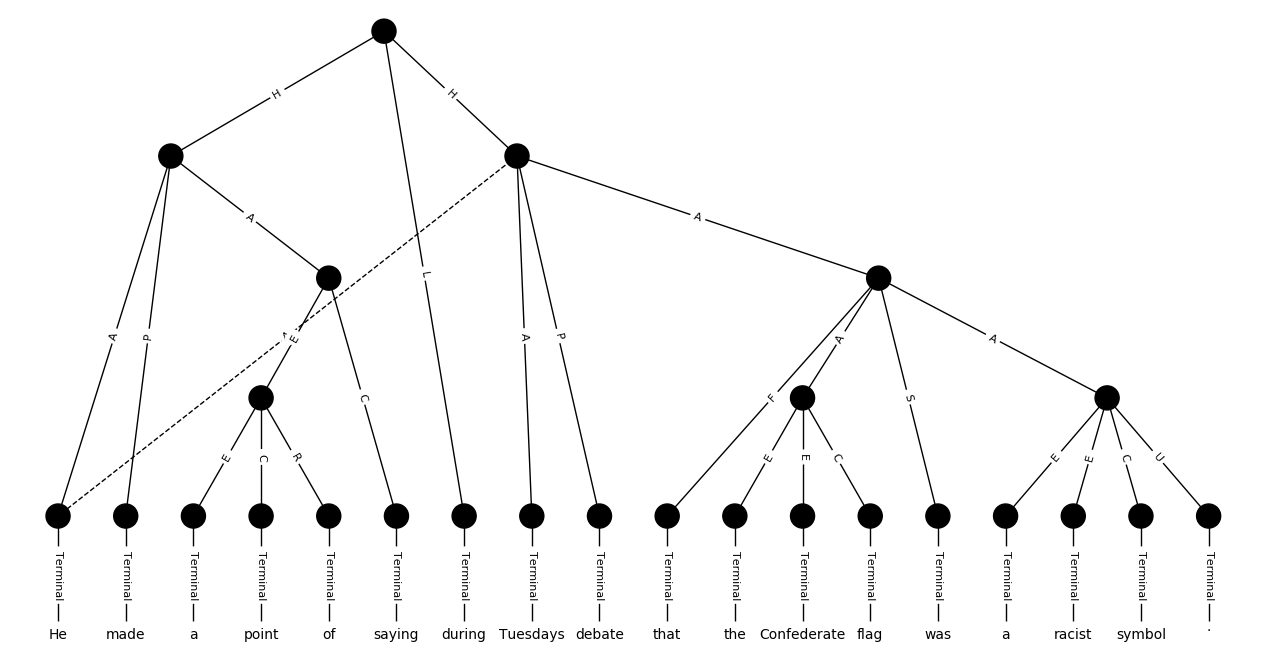 H H
A A
A P L A P
A E
C F A S A
E C R E E C E E C U
Terminal Terminal Terminal Terminal Terminal Terminal Terminal Terminal Terminal Terminal Terminal Terminal Terminal Terminal Terminal Terminal Terminal Terminal
He made a point of saying during Tuesdays debate that the Confederate flag was a racist symbol .